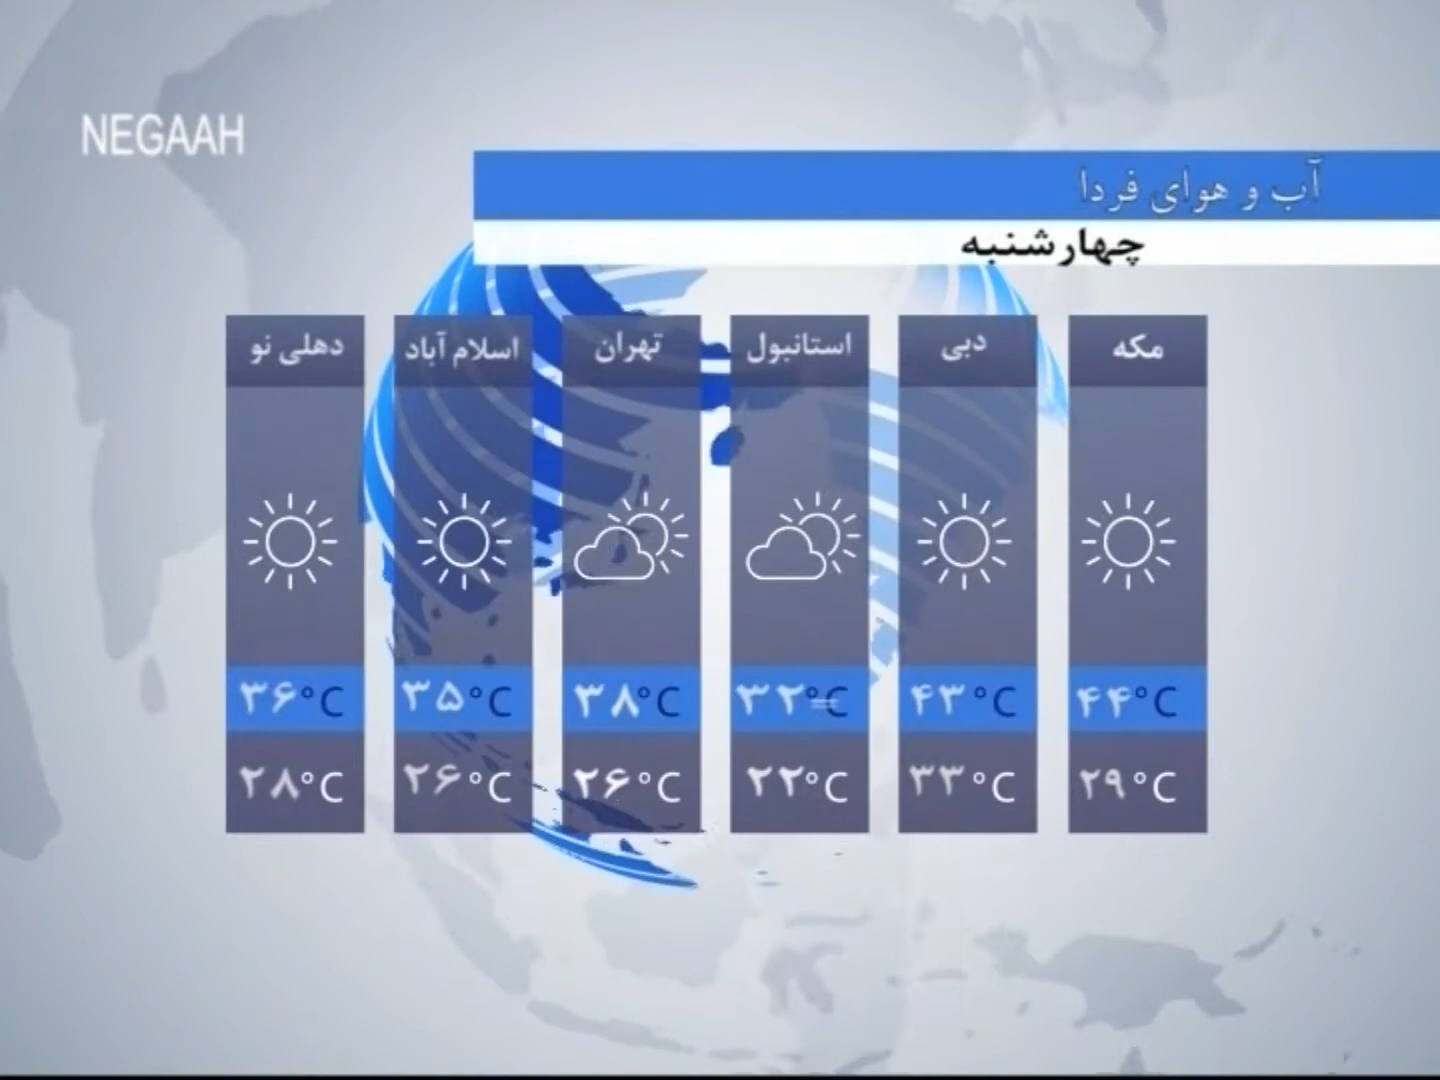 NEGAAH
آب و هوای فردا
چهارشنبه
مکه
دبی
استانبول
تهران
اسلام آباد
دهلی نو
۴۴°C
۴۳°C
۳۲°C
۳۸°C
۳۵°C
۳۶°C
۲۹°C
۳۳°C
۲۲°C
۲۶°C
۲۶°C
۲۸°C